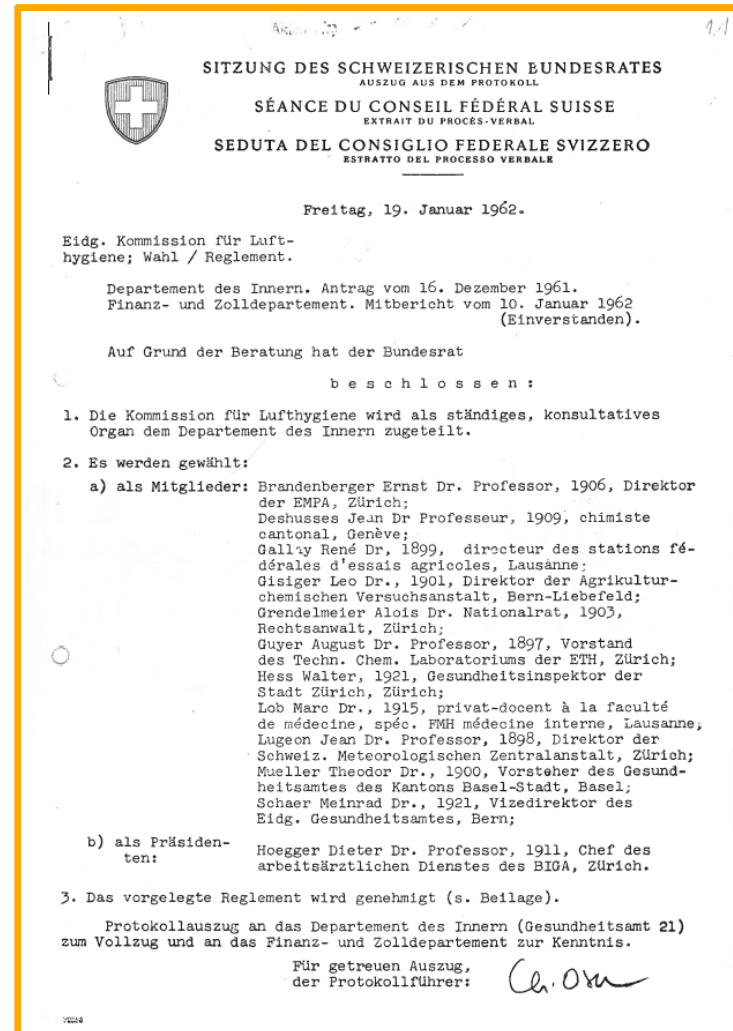 1.1
SITZUNG DES SCHWEIZERISCHEN BUNDESRATES
AUSZUG AUS DEM PROTOKOLL
SÉANCE DU CONSEIL FÉDÉRAL SUISSE
EXTRAIT DU PROCÈS-VERBAL
SEDUTA DEL CONSIGLIO FEDERALE SVIZZERO
ESTRATTO DEL PROCESSO VERBALE
Freitag, 19. Januar 1962.
Eidg. Kommission für Luft-
hygiene; Wahl / Reglement.
Departement des Innern. Antrag vom 16. Dezember 1961.
Finanz- und Zolldepartement. Mitbericht vom 10. Januar 1962
(Einverstanden).
Auf Grund der Beratung hat der Bundesrat
b e s c h l o s s e n :
1. Die Kommission für Lufthygiene wird als ständiges, konsultatives
Organ dem Departement des Innern zugeteilt.
2. Es werden gewählt:
a) als Mitglieder: Brandenberger Ernst Dr. Professor, 1906, Direktor
der EMPA, Zürich;
Deshusses Jean Dr Professeur, 1909, chimiste
cantonal, Genève;
Gallay René Dr, 1899, directeur des stations fé-
dérales d'essais agricoles, Lausanne;
Gisiger Leo Dr., 1901, Direktor der Agrikultur-
chemischen Versuchsanstalt, Bern-Liebefeld;
Grendelmeier Alois Dr. Nationalrat, 1903,
Rechtsanwalt, Zürich;
Guyer August Dr. Professor, 1897, Vorstand
des Techn. Chem. Laboratoriums der ETH, Zürich;
Hess Walter, 1921, Gesundheitsinspektor der
Stadt Zürich, Zürich;
Lob Marc Dr., 1915, privat-docent à la faculté
de médecine, spéc. FMH médecine interne, Lausanne;
Lugeon Jean Dr. Professor, 1898, Direktor der
Schweiz. Meteorologischen Zentralanstalt, Zürich;
Mueller Theodor Dr., 1900, Vorsteher des Gesund-
heitsamtes des Kantons Basel-Stadt, Basel;
Schaer Meinrad Dr., 1921, Vizedirektor des
Eidg. Gesundheitsamtes, Bern;
b) als Präsiden-
ten: Hoegger Dieter Dr. Professor, 1911, Chef des
arbeitsärztlichen Dienstes des BIGA, Zürich.
3. Das vorgelegte Reglement wird genehmigt (s. Beilage).
Protokollauszug an das Departement des Innern (Gesundheitsamt 21)
zum Vollzug und an das Finanz- und Zolldepartement zur Kenntnis.
Für getreuen Auszug,
der Protokollführer: